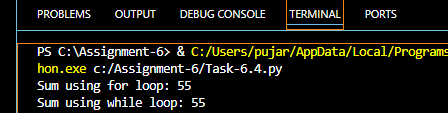 PROBLEMS OUTPUT DEBUG CONSOLE TERMINAL PORTS
PS C:\Assignment-6> & C:/Users/pujar/AppData/Local/Programs
hon.exe c:/Assignment-6/Task-6.4.py
Sum using for loop: 55
Sum using while loop: 55